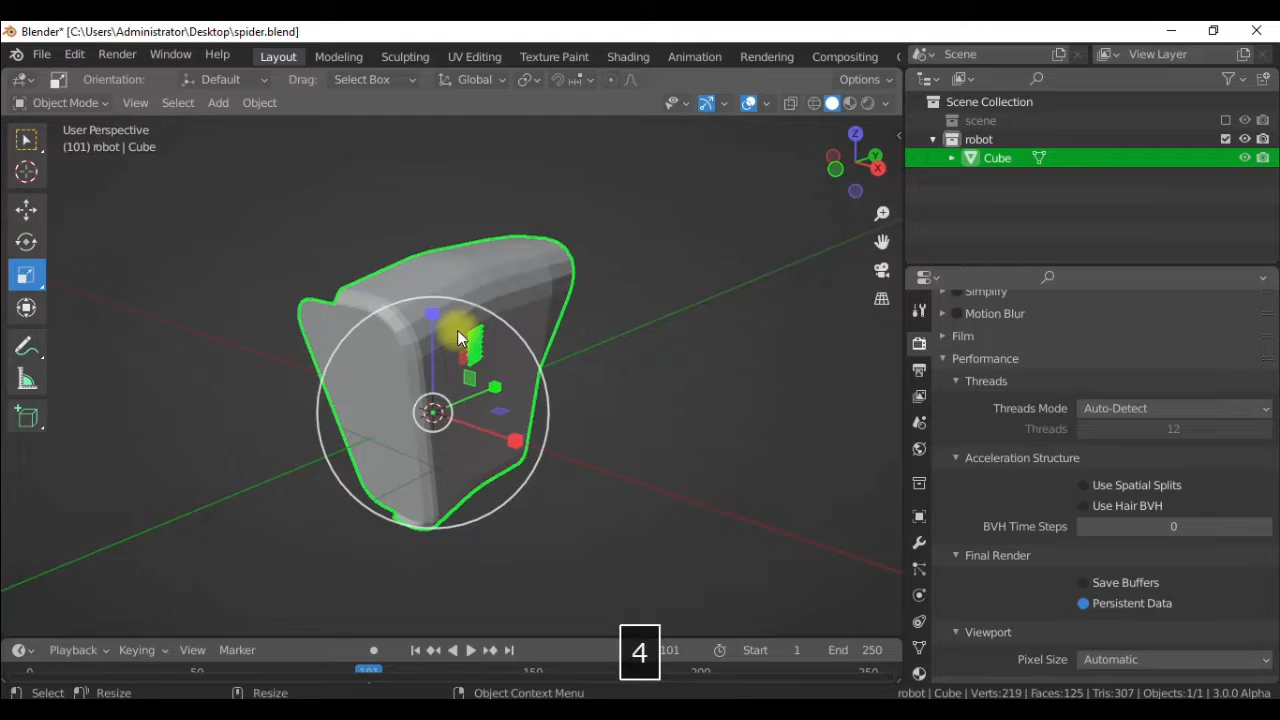 Blender* [C:\Users\Administrator\Desktop\spider.blend]
File Edit Render Window Help Layout Modeling Sculpting UV Editing Texture Paint Shading Animation Rendering Compositing Scene View Layer
Orientation: Default Drag: Select Box Global Options
Object Mode View Select Add Object
Scene Collection
scene
robot
Cube
User Perspective
(101) robot | Cube
Z
Y
X
Simplify
Motion Blur
Film
Performance
Threads
Threads Mode Auto-Detect
Threads 12
Acceleration Structure
Use Spatial Splits
Use Hair BVH
BVH Time Steps 0
Final Render
Save Buffers
Persistent Data
Viewport
Pixel Size Automatic
4
Playback Keying View Marker 101 Start 1 End 250
0 50 101 150 200 250
Select Resize Resize Object Context Menu robot | Cube | Verts:219 | Faces:125 | Tris:307 | Objects:1/1 | 3.0.0 Alpha